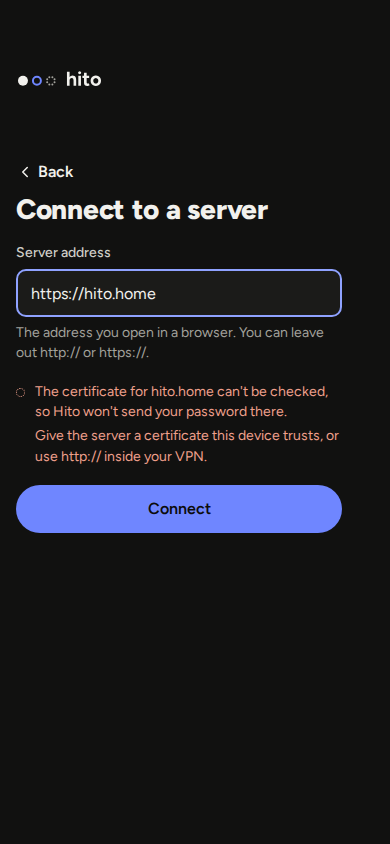 hito
Back
Connect to a server
Server address
https://hito.home
The address you open in a browser. You can leave
out http:// or https://.
The certificate for hito.home can't be checked,
so Hito won't send your password there.
Give the server a certificate this device trusts, or
use http:// inside your VPN.
Connect